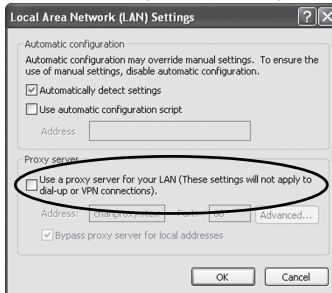 Local Area Network (LAN) Settings
Automatic configuration
Automatic configuration may override manual settings. To ensure the
use of manual settings, disable automatic configuration.
Automatically detect settings
Use automatic configuration script
Address
Proxy server
Use a proxy server for your LAN (These settings will not apply to
dial-up or VPN connections).
Address: Port: 80 Advanced...
Bypass proxy server for local addresses
OK Cancel